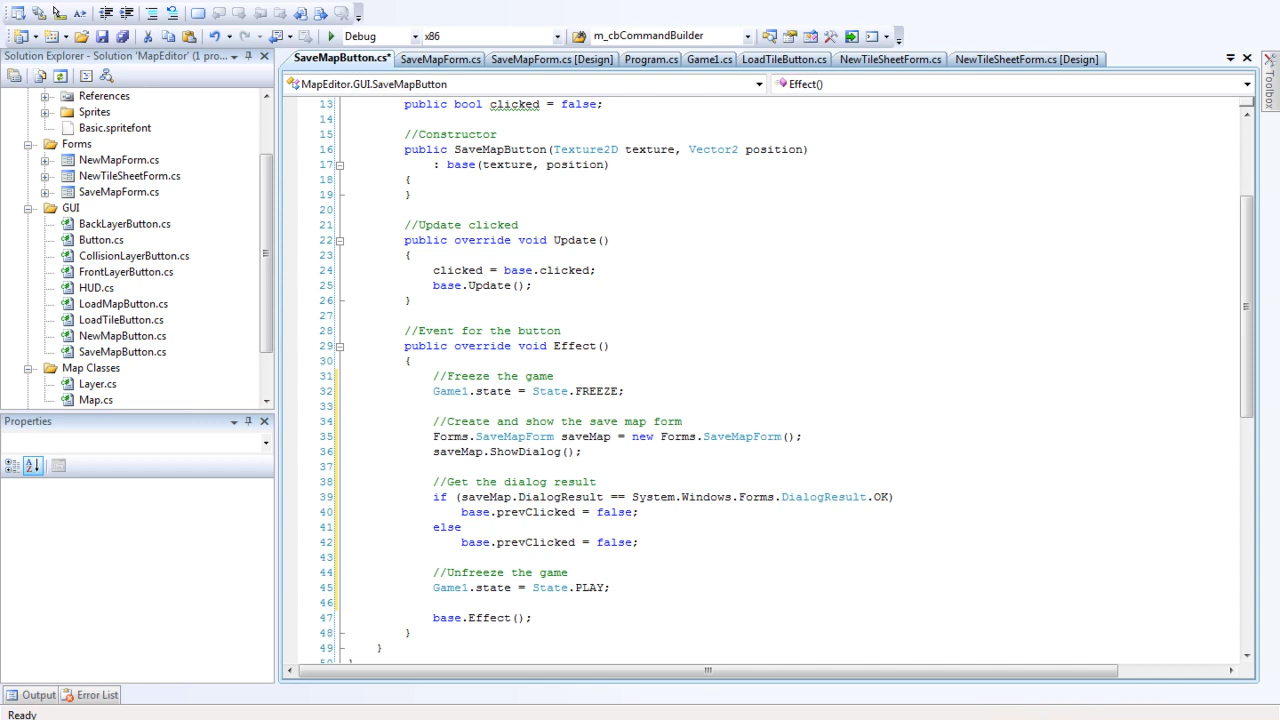 Debug
x86
m_cbCommandBuilder
Solution Explorer - Solution 'MapEditor' (1 pro...
SaveMapButton.cs*
SaveMapForm.cs
SaveMapForm.cs [Design]
Program.cs
Game1.cs
LoadTileButton.cs
NewTileSheetForm.cs
NewTileSheetForm.cs [Design]
Toolbox
MapEditor.GUI.SaveMapButton
Effect()
References
Sprites
Basic.spritefont
Forms
NewMapForm.cs
NewTileSheetForm.cs
SaveMapForm.cs
GUI
BackLayerButton.cs
Button.cs
CollisionLayerButton.cs
FrontLayerButton.cs
HUD.cs
LoadMapButton.cs
LoadTileButton.cs
NewMapButton.cs
SaveMapButton.cs
Map Classes
Layer.cs
Map.cs
Properties
13 public bool clicked = false;
14
15 //Constructor
16 public SaveMapButton(Texture2D texture, Vector2 position)
17 : base(texture, position)
18 {
19 }
20
21 //Update clicked
22 public override void Update()
23 {
24 clicked = base.clicked;
25 base.Update();
26 }
27
28 //Event for the button
29 public override void Effect()
30 {
31 //Freeze the game
32 Game1.state = State.FREEZE;
33
34 //Create and show the save map form
35 Forms.SaveMapForm saveMap = new Forms.SaveMapForm();
36 saveMap.ShowDialog();
37
38 //Get the dialog result
39 if (saveMap.DialogResult == System.Windows.Forms.DialogResult.OK)
40 base.prevClicked = false;
41 else
42 base.prevClicked = false;
43
44 //Unfreeze the game
45 Game1.state = State.PLAY;
46
47 base.Effect();
48 }
49 }
50 }
Output
Error List
Ready